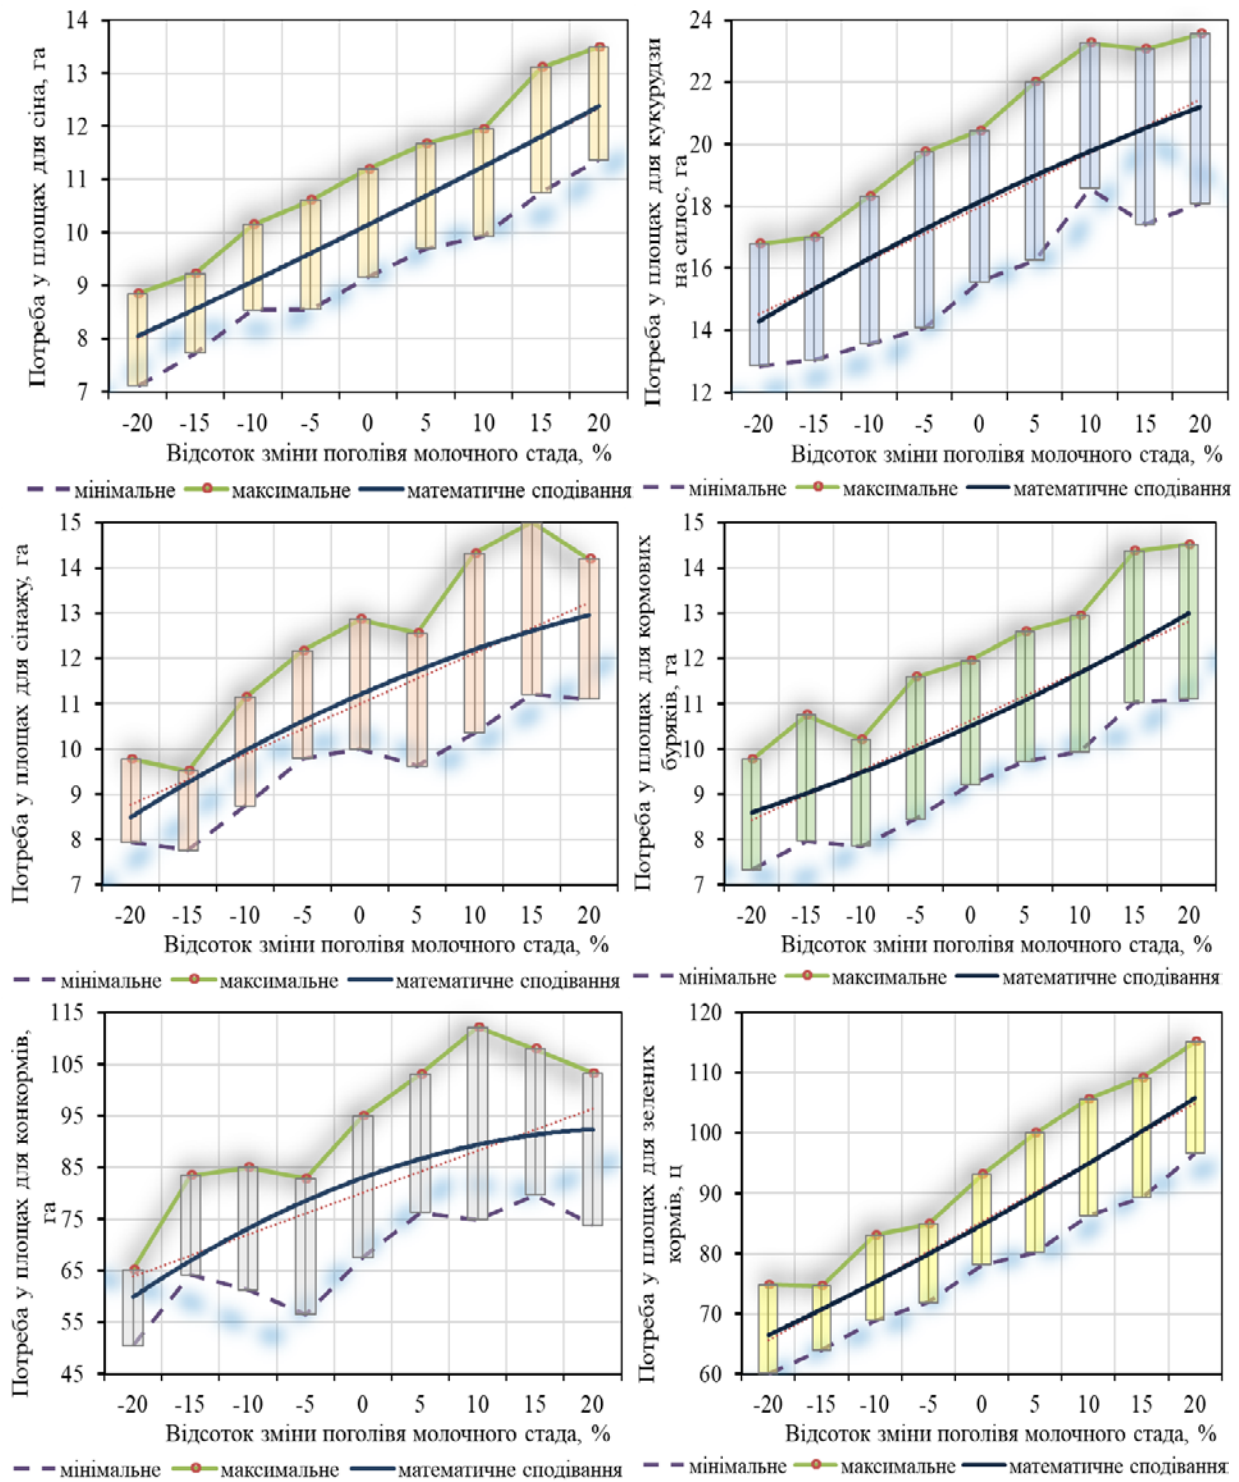 Потреба у площах для сіна, га
14
13
12
11
10
9
8
7
-20 -15 -10 -5 0 5 10 15 20
Відсоток зміни поголівя молочного стада, %
мінімальне максимальне математичне сподівання
Потреба у площах для кукурудзи
на силос, га
24
22
20
18
16
14
12
-20 -15 -10 -5 0 5 10 15 20
Відсоток зміни поголівя молочного стада, %
мінімальне максимальне математичне сподівання
Потреба у площах для сінажу, га
15
14
13
12
11
10
9
8
7
-20 -15 -10 -5 0 5 10 15 20
Відсоток зміни поголівя молочного стада, %
мінімальне максимальне математичне сподівання
Потреба у площах для кормових
буряків, га
15
14
13
12
11
10
9
8
7
-20 -15 -10 -5 0 5 10 15 20
Відсоток зміни поголівя молочного стада, %
мінімальне максимальне математичне сподівання
Потреба у площах для конкормів,
га
115
105
95
85
75
65
55
45
-20 -15 -10 -5 0 5 10 15 20
Відсоток зміни поголівя молочного стада, %
мінімальне максимальне математичне сподівання
Потреба у площах для зелених
кормів, ц
120
110
100
90
80
70
60
-20 -15 -10 -5 0 5 10 15 20
Відсоток зміни поголівя молочного стада, %
мінімальне максимальне математичне сподівання